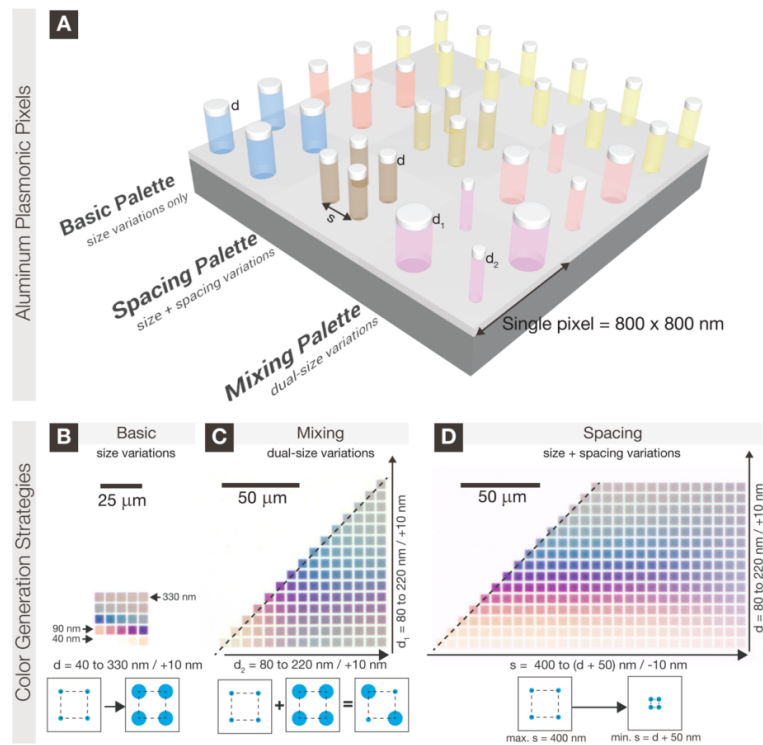 Aluminum Plasmonic Pixels
A
d
d
s
d1
d2
Basic Palette
size variations only
Spacing Palette
size + spacing variations
Mixing Palette
dual-size variations
Single pixel = 800 x 800 nm
Color Generation Strategies
B
Basic
size variations
25 µm
330 nm
90 nm
40 nm
d = 40 to 330 nm / +10 nm
C
Mixing
dual-size variations
50 µm
d1 = 80 to 220 nm / +10 nm
d2 = 80 to 220 nm / +10 nm
+
=
D
Spacing
size + spacing variations
50 µm
d = 80 to 220 nm / +10 nm
s = 400 to (d + 50) nm / -10 nm
max. s = 400 nm
min. s = d + 50 nm